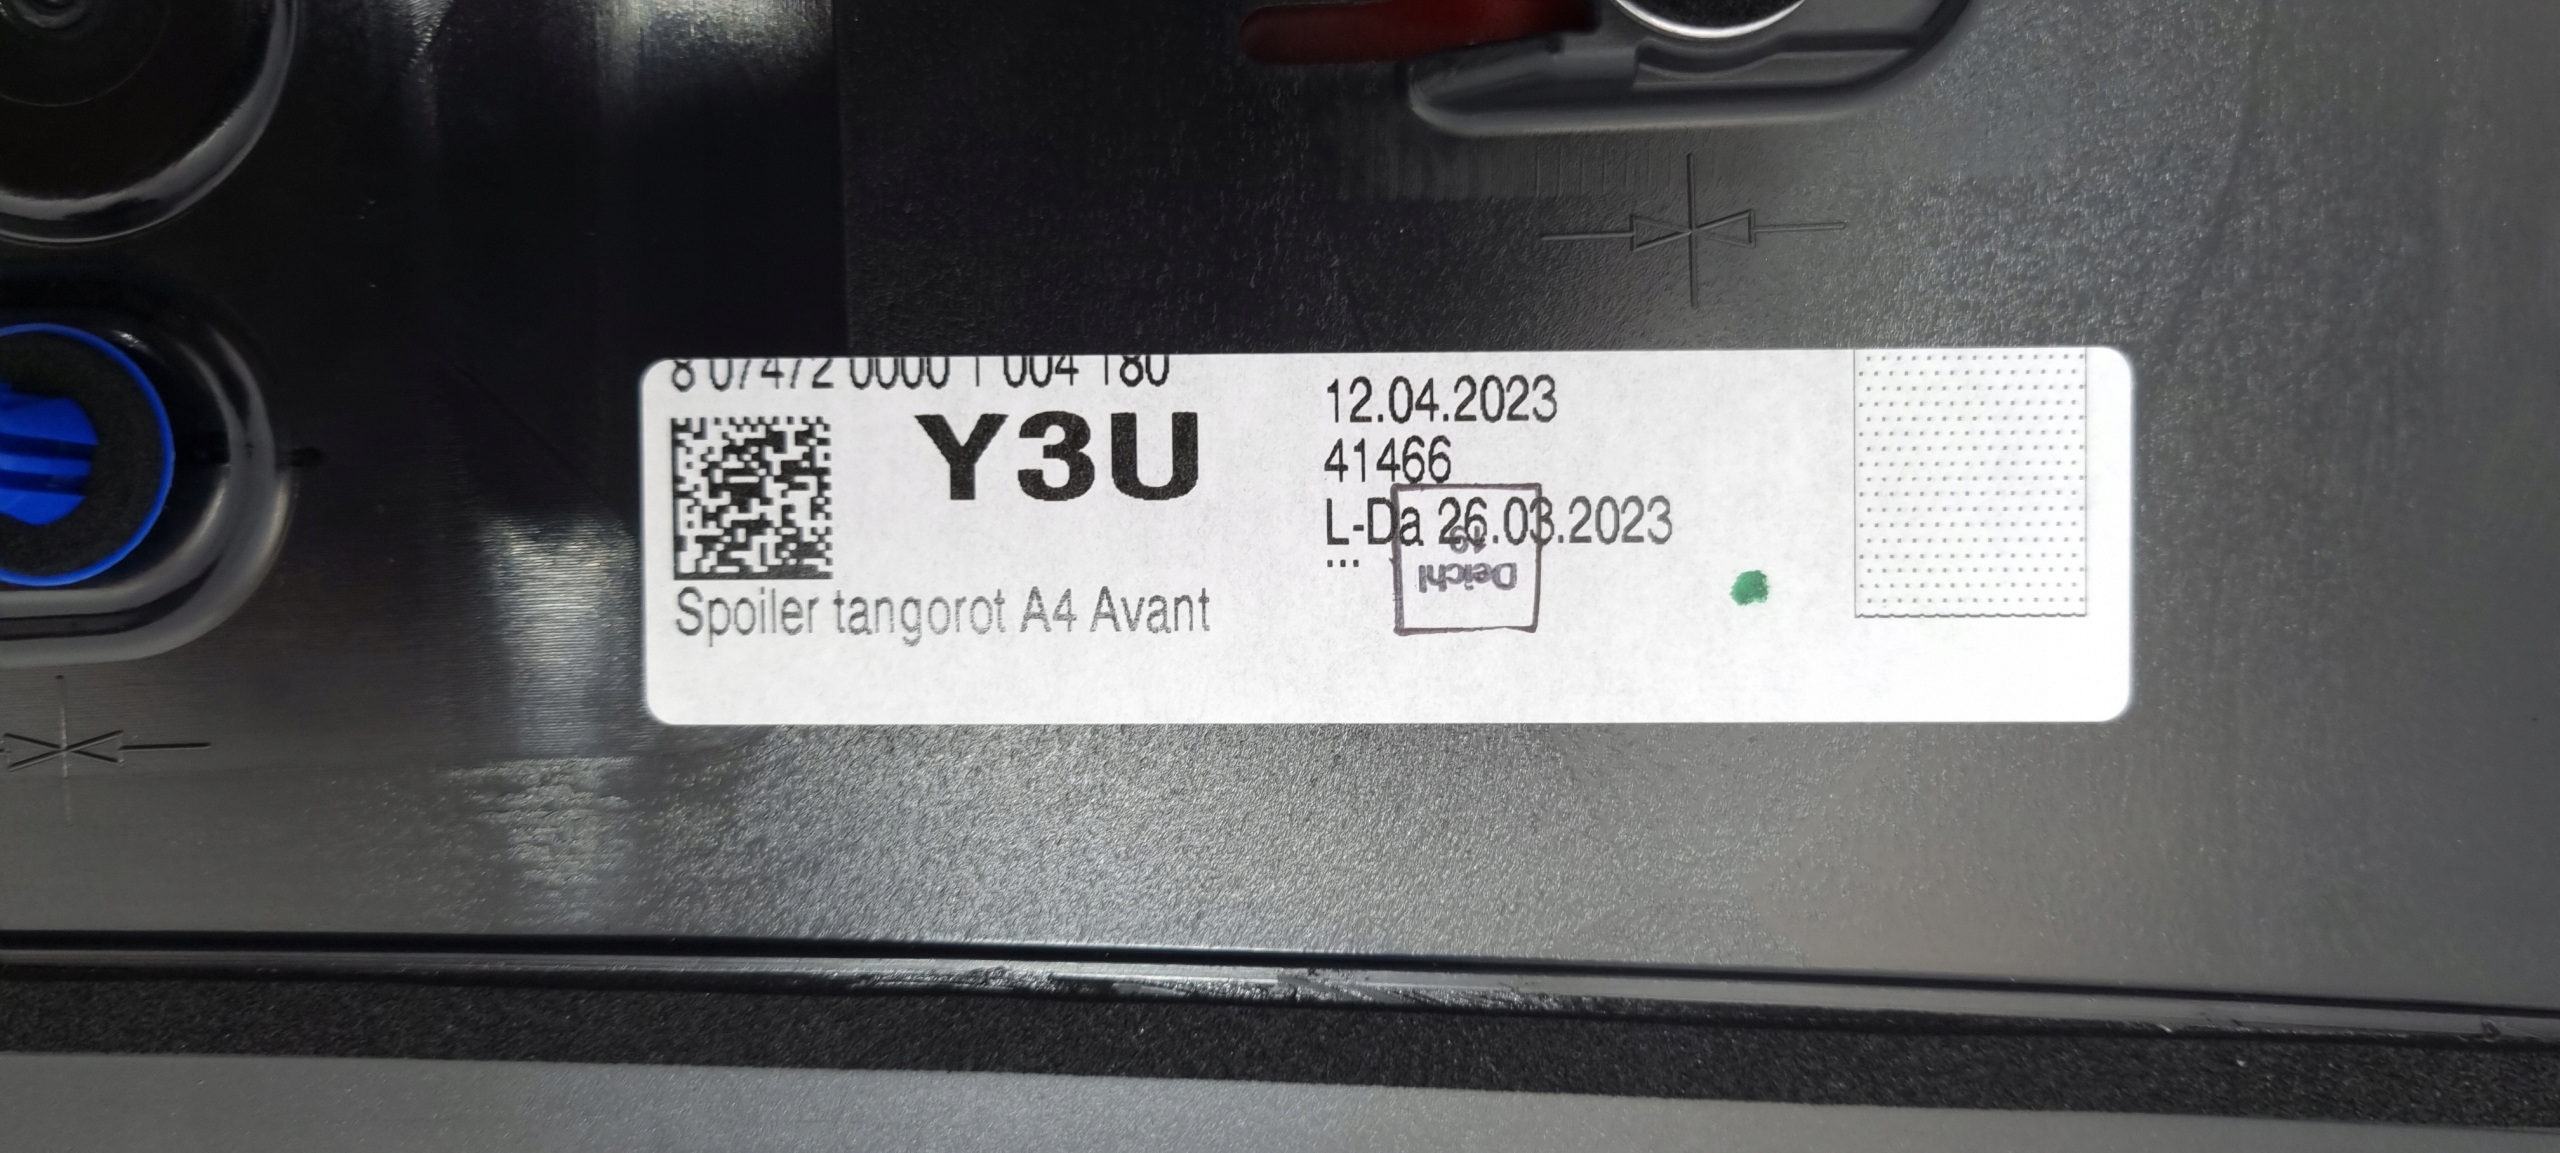 8 07472 0000 1 004 180
Y3U
Spoiler tangorot A4 Avant
12.04.2023
41466
L-Da 26.03.2023
...
Deichl